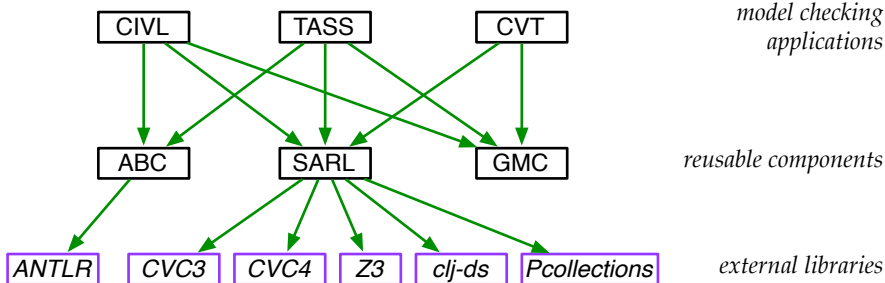 CIVL TASS CVT model checking
applications
ABC SARL GMC reusable components
ANTLR CVC3 CVC4 Z3 clj-ds Pcollections external libraries